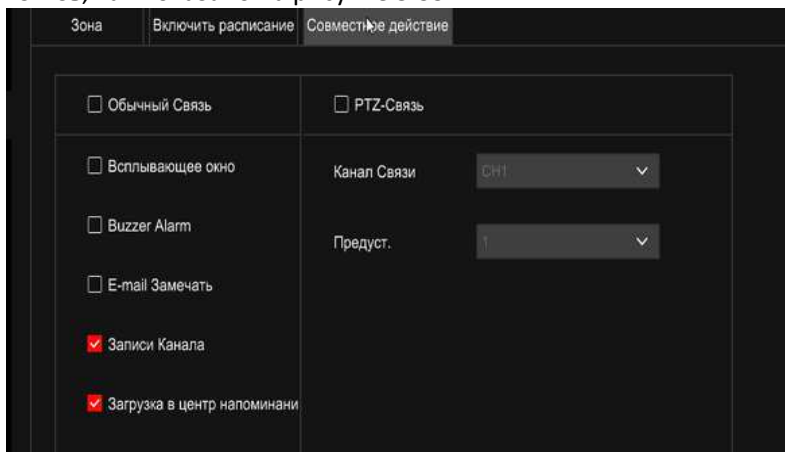 Зона Включить расписание Совместное действие
Обычный Связь PTZ-Связь
Всплывающее окно
Канал Связи CH1
Buzzer Alarm
Предуст. 1
E-mail Замечать
Записи Канала
Загрузка в центр напоминани